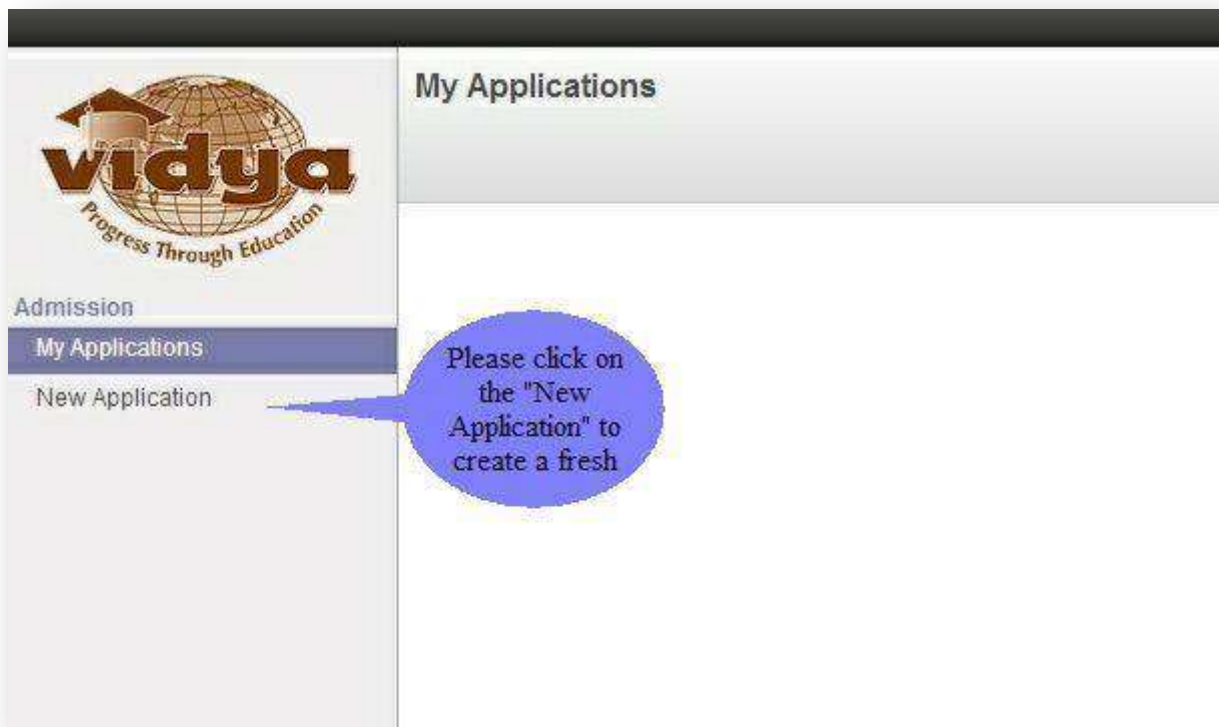 vidya
Progress Through Education
Admission
My Applications
New Application
My Applications
Please click on
the "New
Application" to
create a fresh